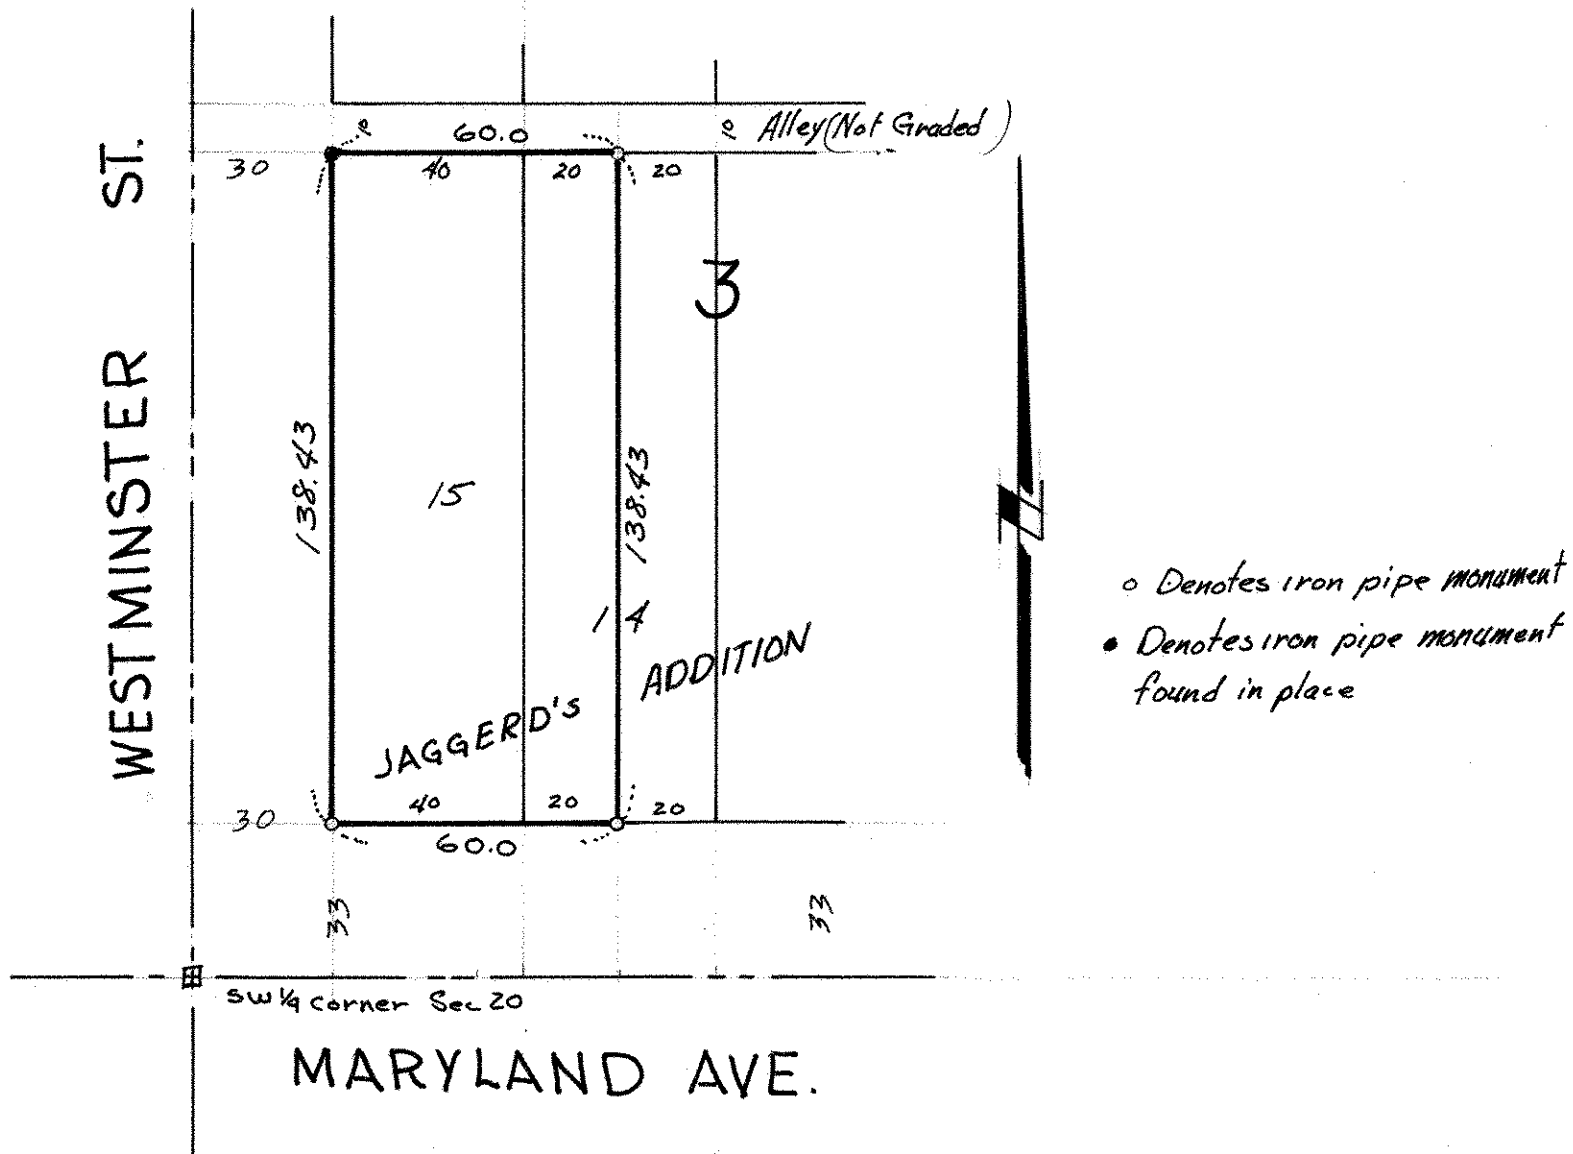 WESTMINSTER ST.
Alley (Not Graded)
10
60.0
10
30
40
20
20
3
138.43
138.43
15
14
JAGGERD'S ADDITION
o Denotes iron pipe monument
• Denotes iron pipe monument
found in place
30
40
20
20
60.0
33
33
SW 1/4 corner Sec 20
MARYLAND AVE.